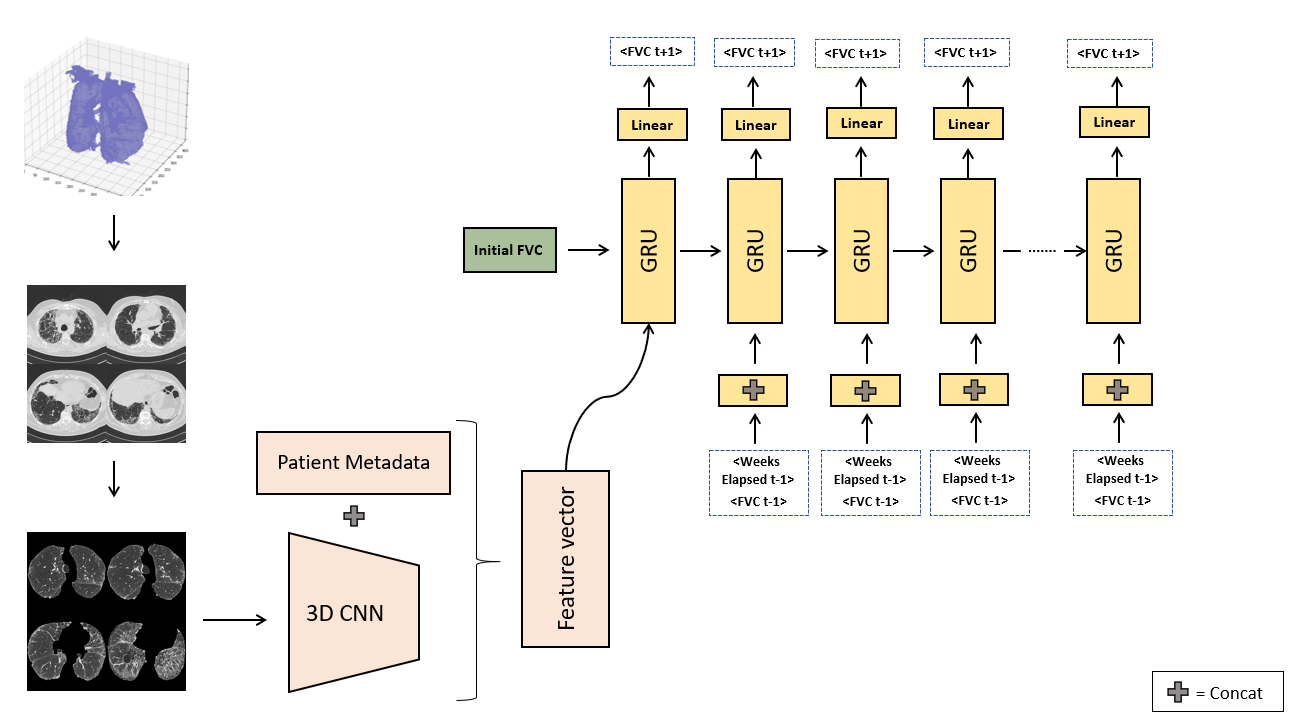 <FVC t+1>
<FVC t+1>
<FVC t+1>
<FVC t+1>
<FVC t+1>
Linear
Linear
Linear
Linear
Linear
Initial FVC
GRU
GRU
GRU
GRU
.......
GRU
Patient Metadata
3D CNN
Feature vector
<Weeks
Elapsed t-1>
<FVC t-1>
<Weeks
Elapsed t-1>
<FVC t-1>
<Weeks
Elapsed t-1>
<FVC t-1>
<Weeks
Elapsed t-1>
<FVC t-1>
= Concat